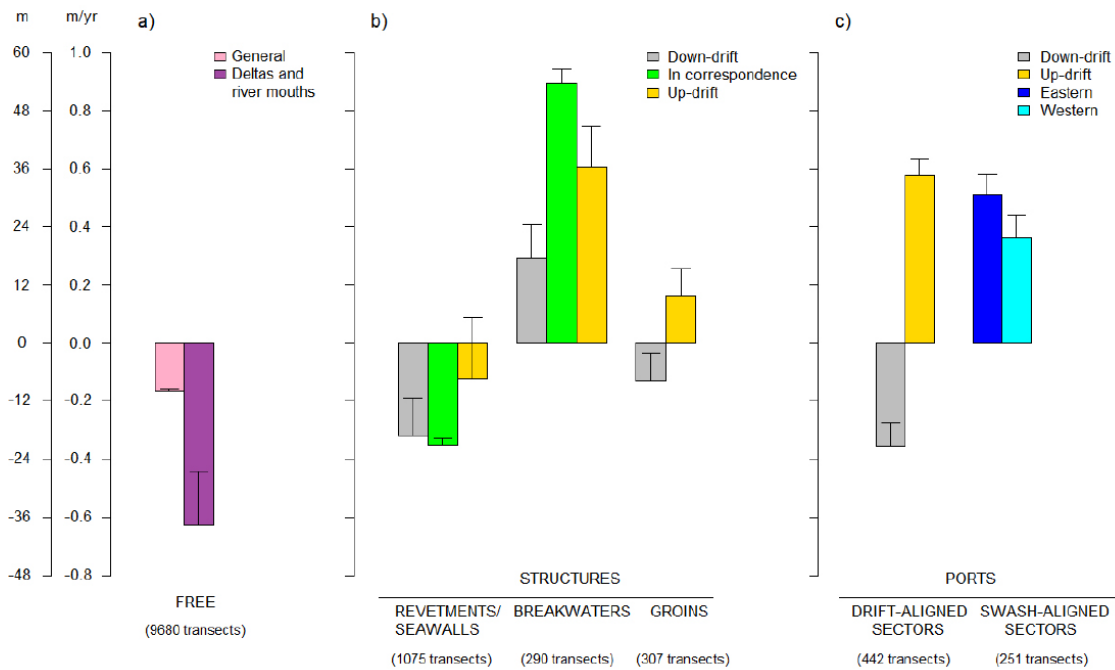 m
m/yr
60
48
36
24
12
0
-12
-24
-36
-48
1.0
0.8
0.6
0.4
0.2
0.0
-0.2
-0.4
-0.6
-0.8
a)
General
Deltas and
river mouths
FREE
(9680 transects)
b)
Down-drift
In correspondence
Up-drift
STRUCTURES
REVETMENTS/
SEAWALLS
(1075 transects)
BREAKWATERS
(290 transects)
GROINS
(307 transects)
c)
Down-drift
Up-drift
Eastern
Western
PORTS
DRIFT-ALIGNED
SECTORS
(442 transects)
SWASH-ALIGNED
SECTORS
(251 transects)